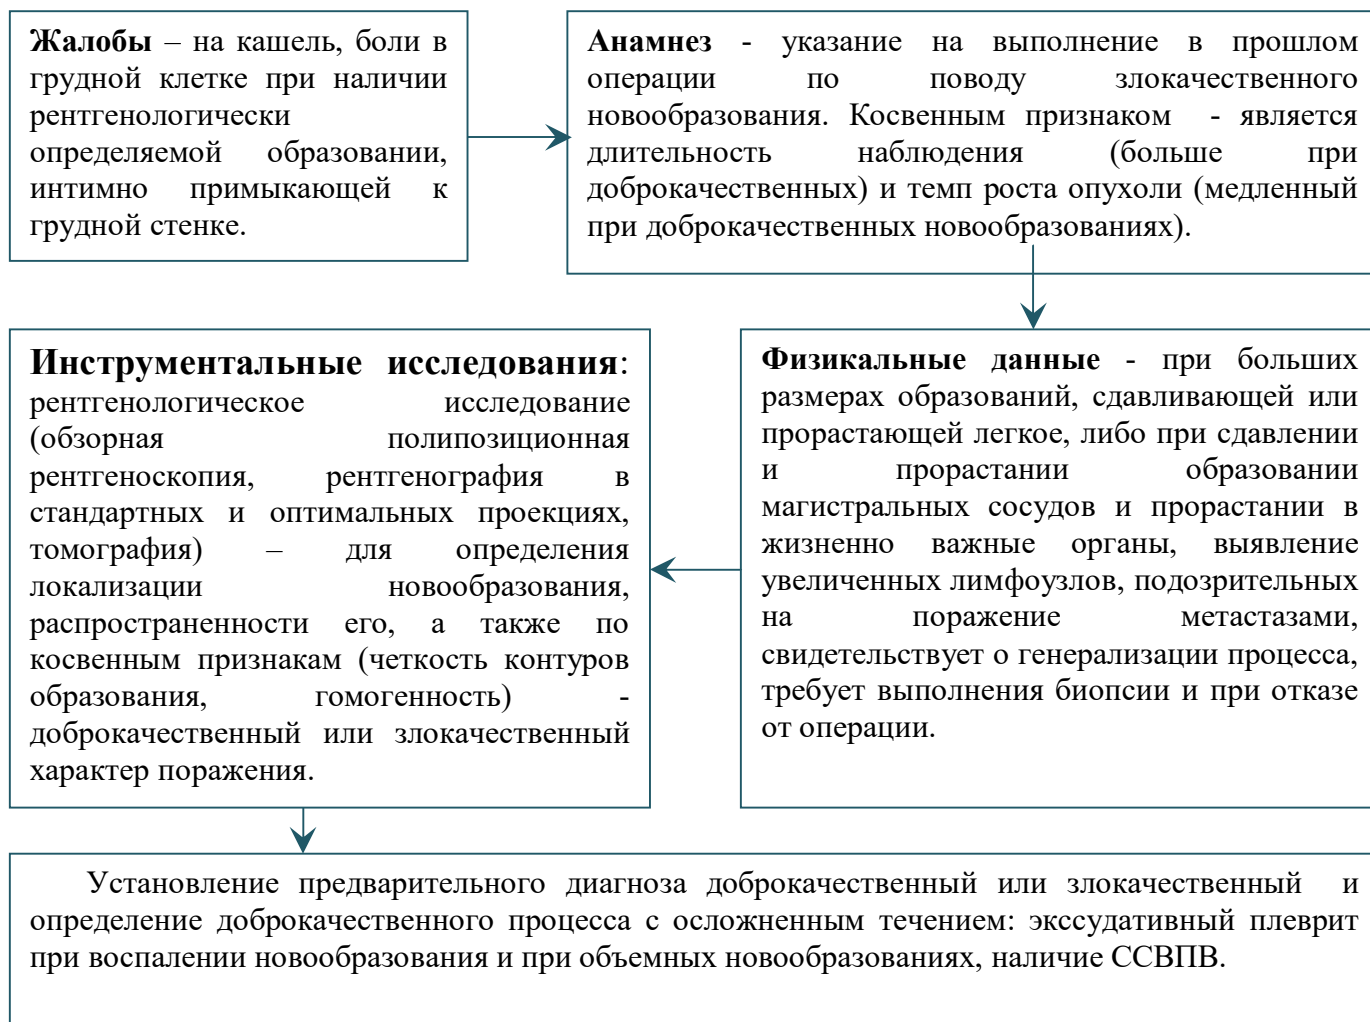 Жалобы – на кашель, боли в
грудной клетке при наличии
рентгенологически
определяемой образовании,
интимно примыкающей к
грудной стенке.
Анамнез - указание на выполнение в прошлом
операции по поводу злокачественного
новообразования. Косвенным признаком - является
длительность наблюдения (больше при
доброкачественных) и темп роста опухоли (медленный
при доброкачественных новообразованиях).
Физикальные данные - при больших
размерах образований, сдавливающей или
прорастающей легкое, либо при сдавлении
и прорастании образовании
магистральных сосудов и прорастании в
жизненно важные органы, выявление
увеличенных лимфоузлов, подозрительных
на поражение метастазами,
свидетельствует о генерализации процесса,
требует выполнения биопсии и при отказе
от операции.
Инструментальные исследования:
рентгенологическое исследование
(обзорная полипозиционная
рентгеноскопия, рентгенография в
стандартных и оптимальных проекциях,
томография) – для определения
локализации новообразования,
распространенности его, а также по
косвенным признакам (четкость контуров
образования, гомогенность) -
доброкачественный или злокачественный
характер поражения.
Установление предварительного диагноза доброкачественный или злокачественный и
определение доброкачественного процесса с осложненным течением: экссудативный плеврит
при воспалении новообразования и при объемных новообразованиях, наличие ССВПВ.